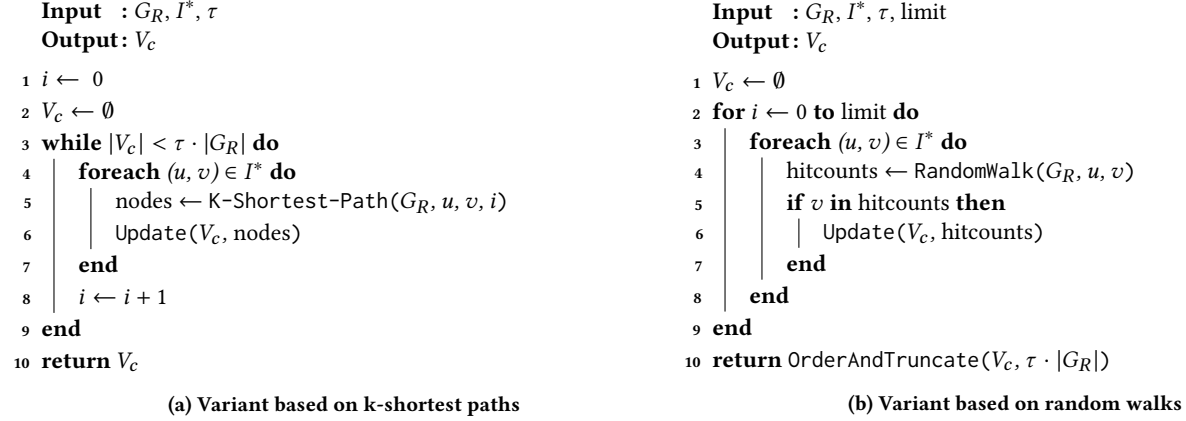 Input : G_R, I*, τ
Output: V_c
1 i ← 0
2 V_c ← ∅
3 while |V_c| < τ · |G_R| do
4 foreach (u, v) ∈ I* do
5 nodes ← K-Shortest-Path(G_R, u, v, i)
6 Update(V_c, nodes)
7 end
8 i ← i + 1
9 end
10 return V_c
(a) Variant based on k-shortest paths
Input : G_R, I*, τ, limit
Output: V_c
1 V_c ← ∅
2 for i ← 0 to limit do
3 foreach (u, v) ∈ I* do
4 hitcounts ← RandomWalk(G_R, u, v)
5 if v in hitcounts then
6 Update(V_c, hitcounts)
7 end
8 end
9 end
10 return OrderAndTruncate(V_c, τ · |G_R|)
(b) Variant based on random walks